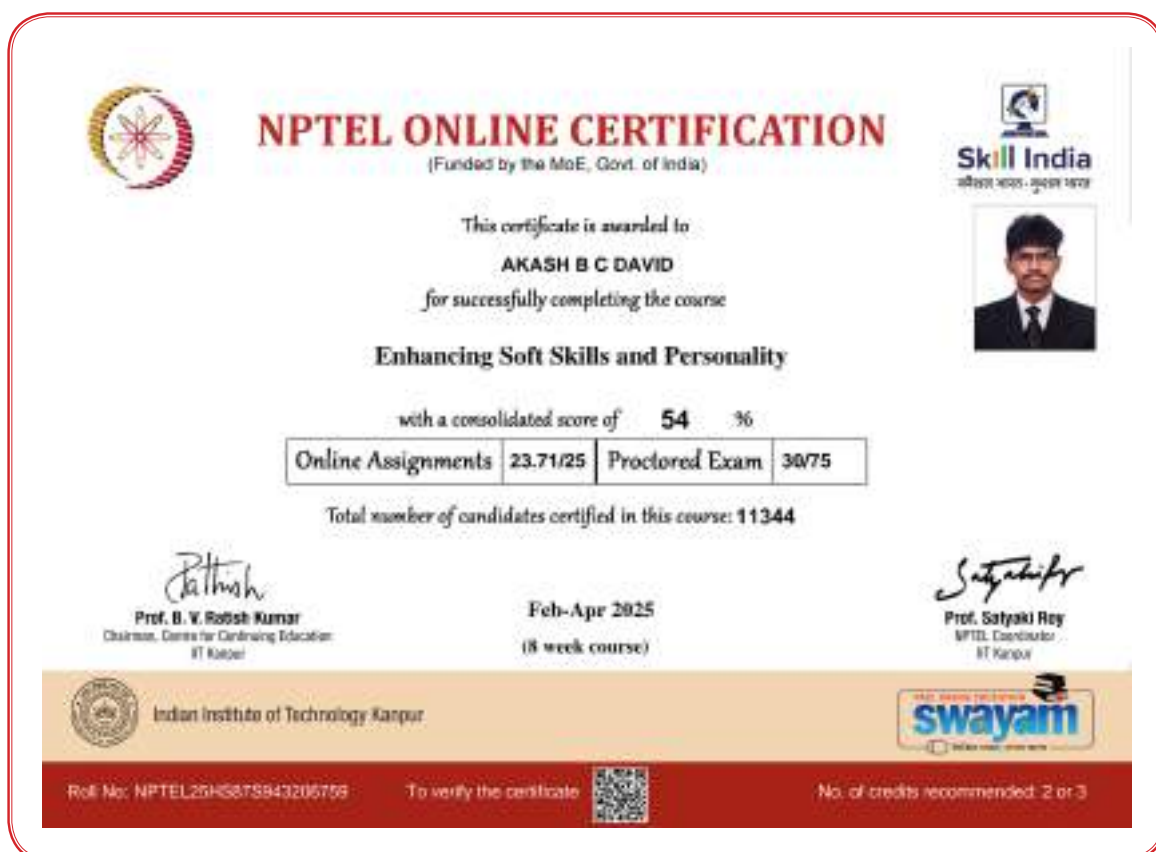 NPTEL ONLINE CERTIFICATION
(Funded by the MoE, Govt. of India)
Skill India
कौशल भारत - कुशल भारत
This certificate is awarded to
AKASH B C DAVID
for successfully completing the course
Enhancing Soft Skills and Personality
with a consolidated score of 54 %
Online Assignments 23.71/25 Proctored Exam 30/75
Total number of candidates certified in this course: 11344
Prof. B. V. Ratish Kumar
Chairman, Centre for Continuing Education
IIT Kanpur
Feb-Apr 2025
(8 week course)
Prof. Satyaki Roy
NPTEL Coordinator
IIT Kanpur
Indian Institute of Technology Kanpur
swayam
Roll No: NPTEL25HS87S943206759
To verify the certificate
No. of credits recommended: 2 or 3